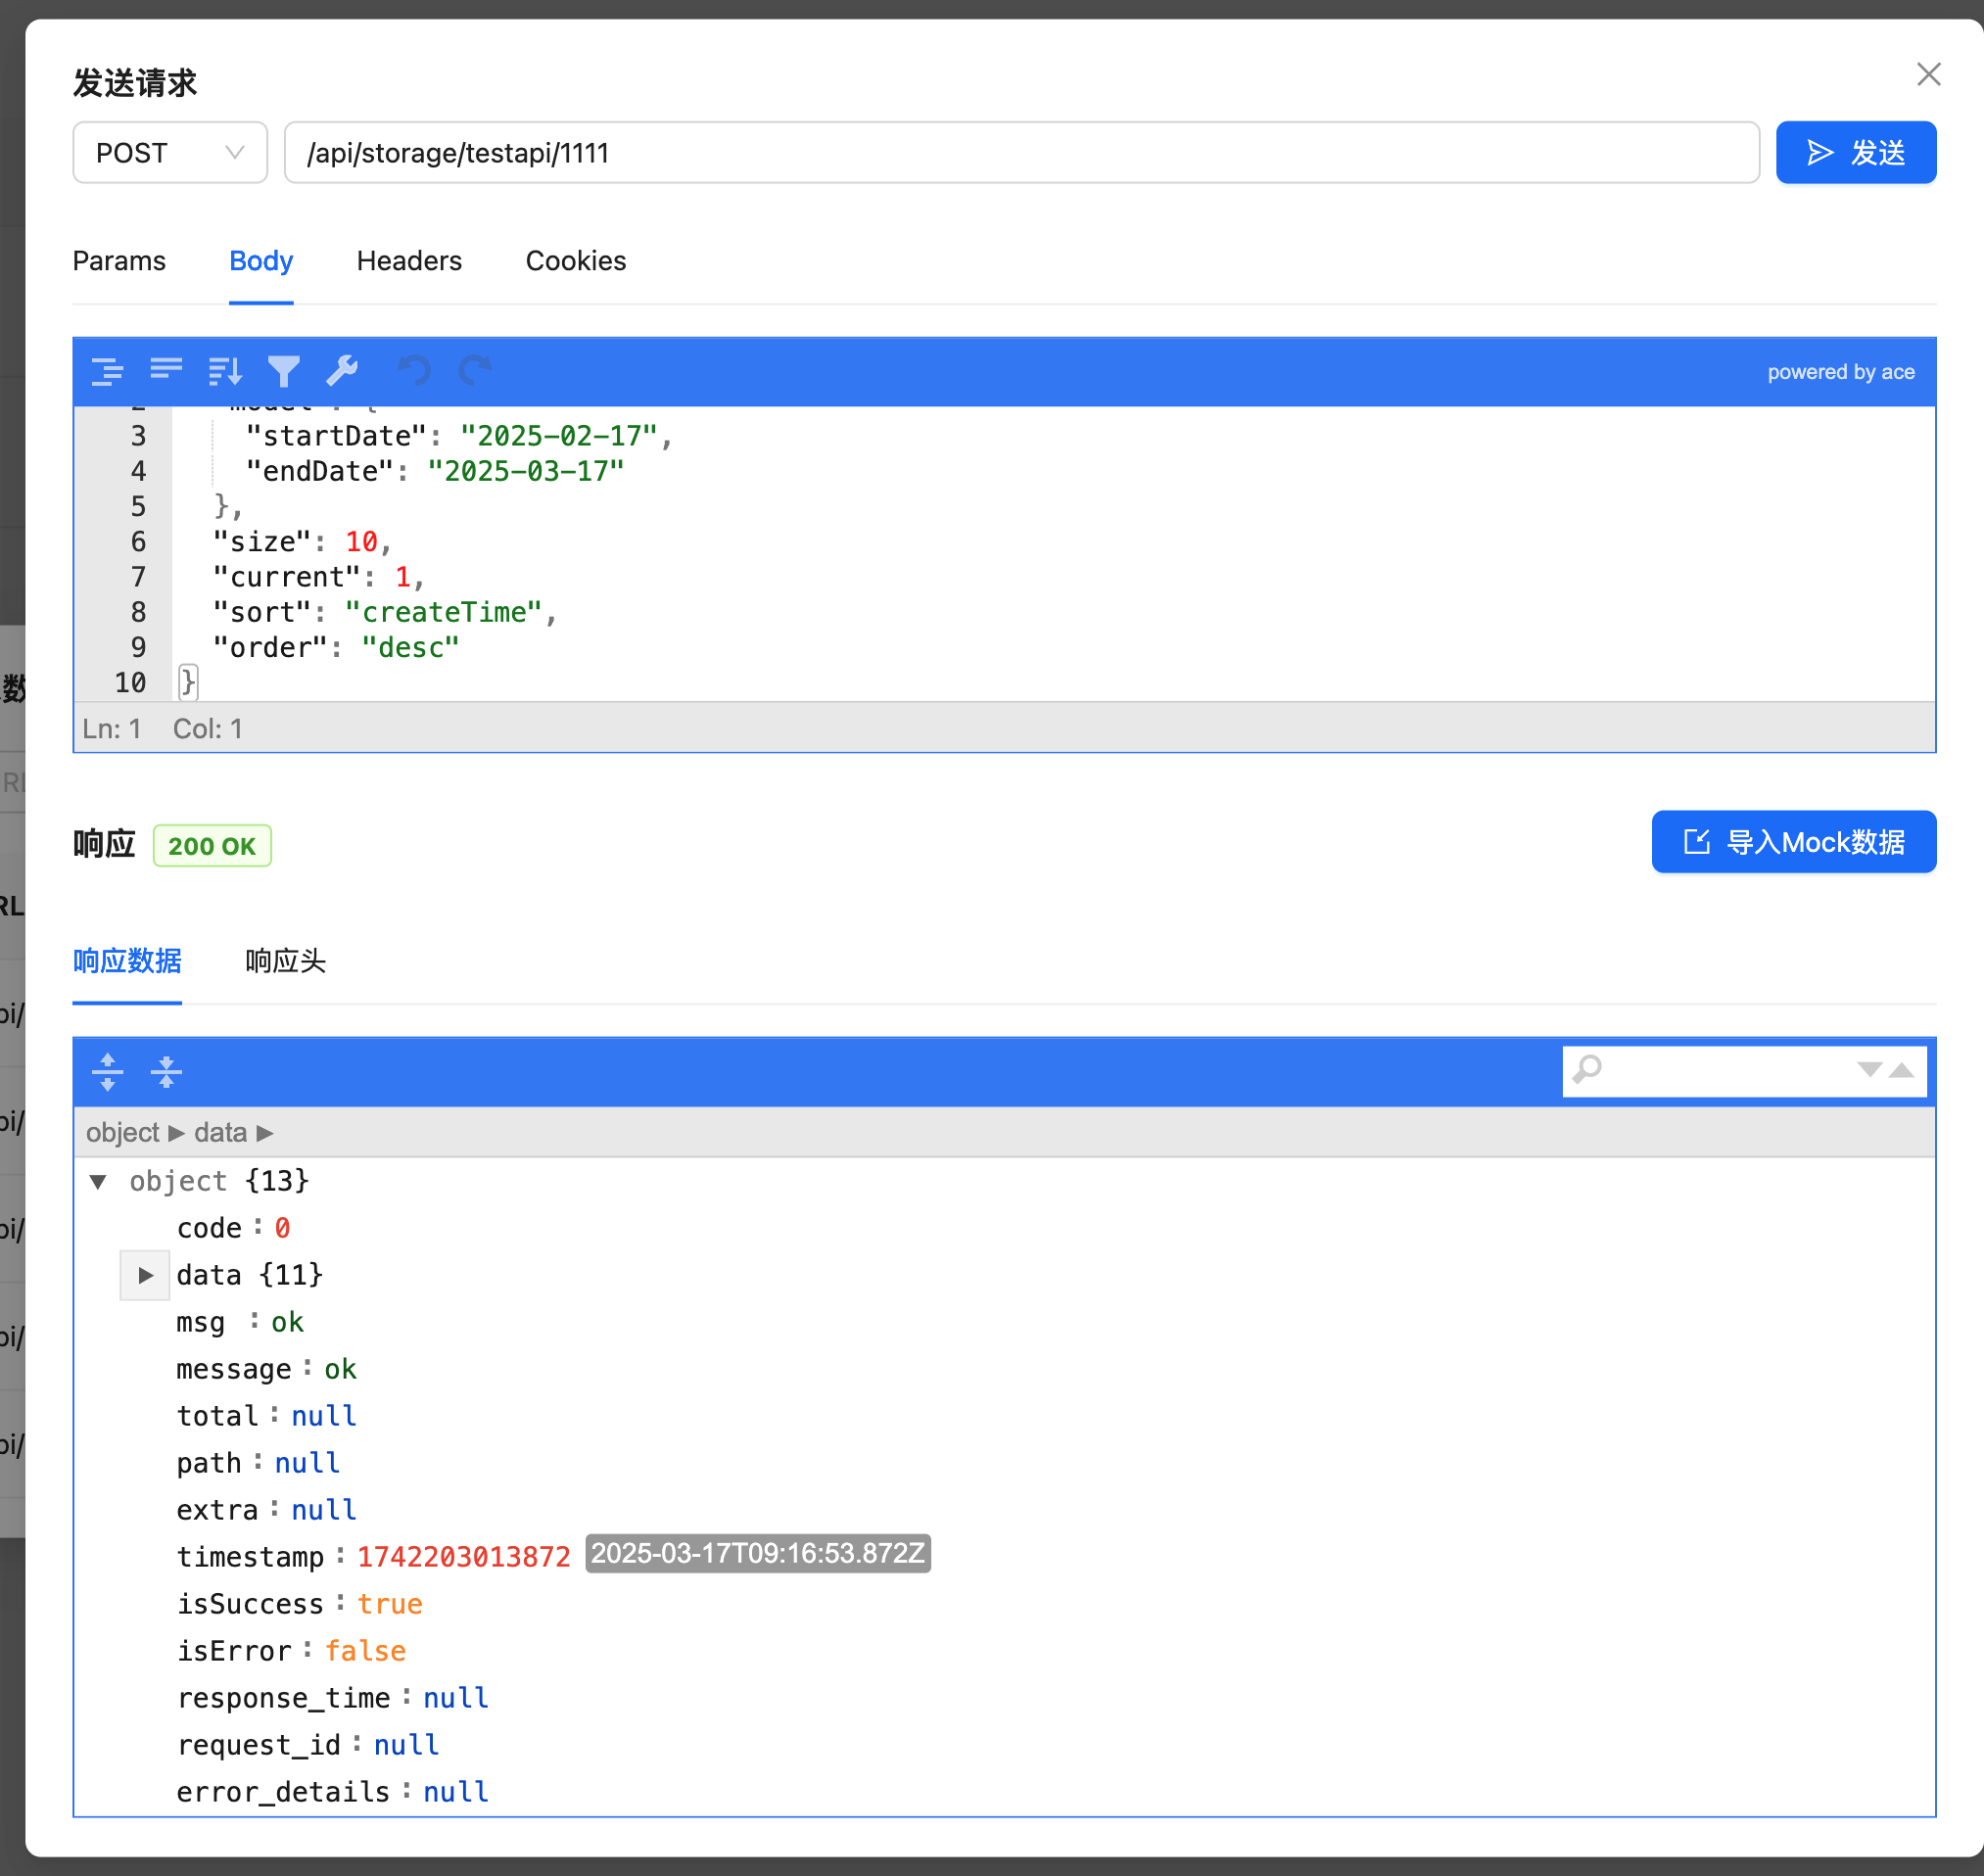 发送请求
POST
/api/storage/testapi/1111
发送
Params Body Headers Cookies
powered by ace
3 "startDate": "2025-02-17",
4 "endDate": "2025-03-17"
5 },
6 "size": 10,
7 "current": 1,
8 "sort": "createTime",
9 "order": "desc"
10 }
Ln: 1 Col: 1
响应 200 OK
导入Mock数据
响应数据 响应头
object ► data ►
▼ object {13}
code : 0
► data {11}
msg : ok
message : ok
total : null
path : null
extra : null
timestamp : 1742203013872 2025-03-17T09:16:53.872Z
isSuccess : true
isError : false
response_time : null
request_id : null
error_details : null